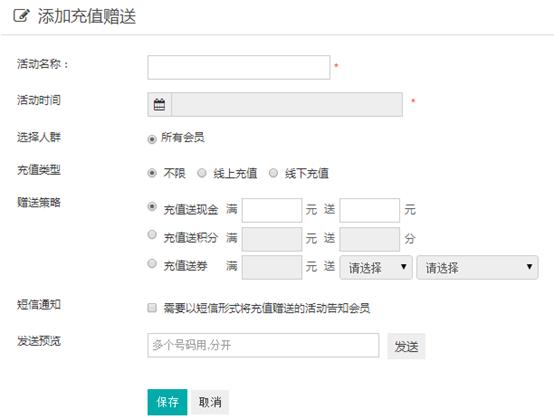 添加充值赠送
活动名称： *
活动时间 *
选择人群 所有会员
充值类型 不限 线上充值 线下充值
赠送策略 充值送现金 满 元 送 元
充值送积分 满 元 送 分
充值送券 满 元 送 请选择 请选择
短信通知 需要以短信形式将充值赠送的活动告知会员
发送预览 多个号码用,分开 发送
保存 取消